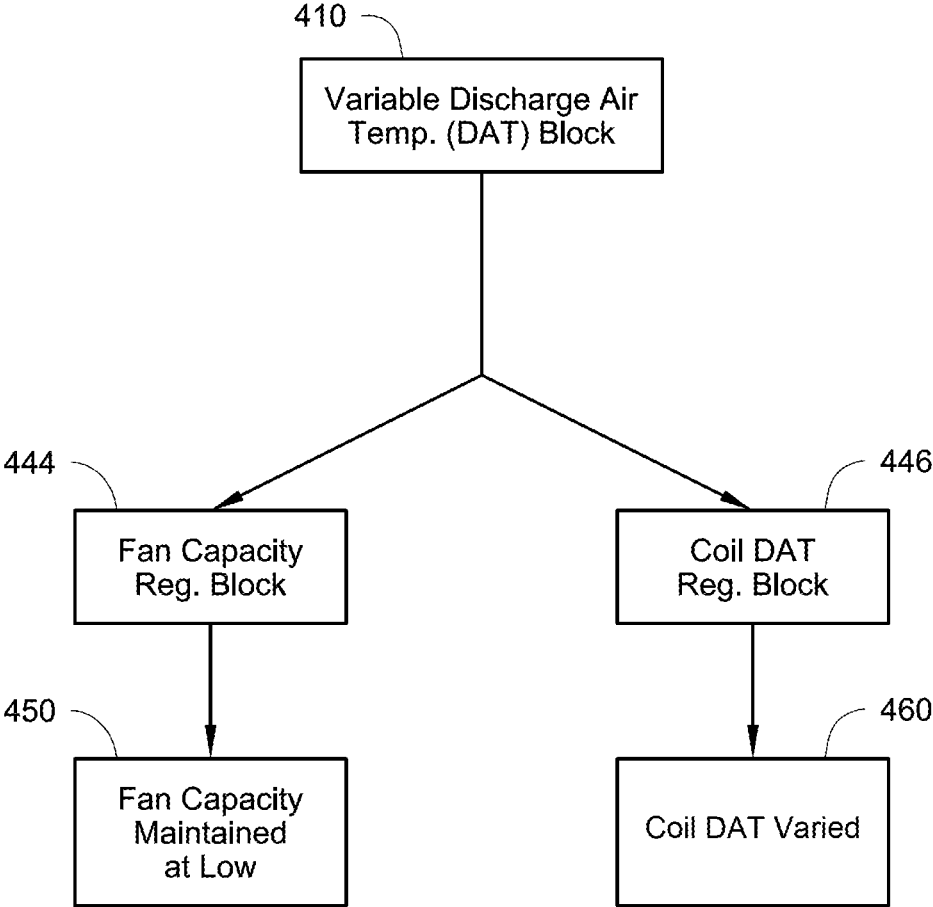 410
Variable Discharge Air
Temp. (DAT) Block
444
446
Fan Capacity
Reg. Block
Coil DAT
Reg. Block
450
460
Fan Capacity
Maintained
at Low
Coil DAT Varied